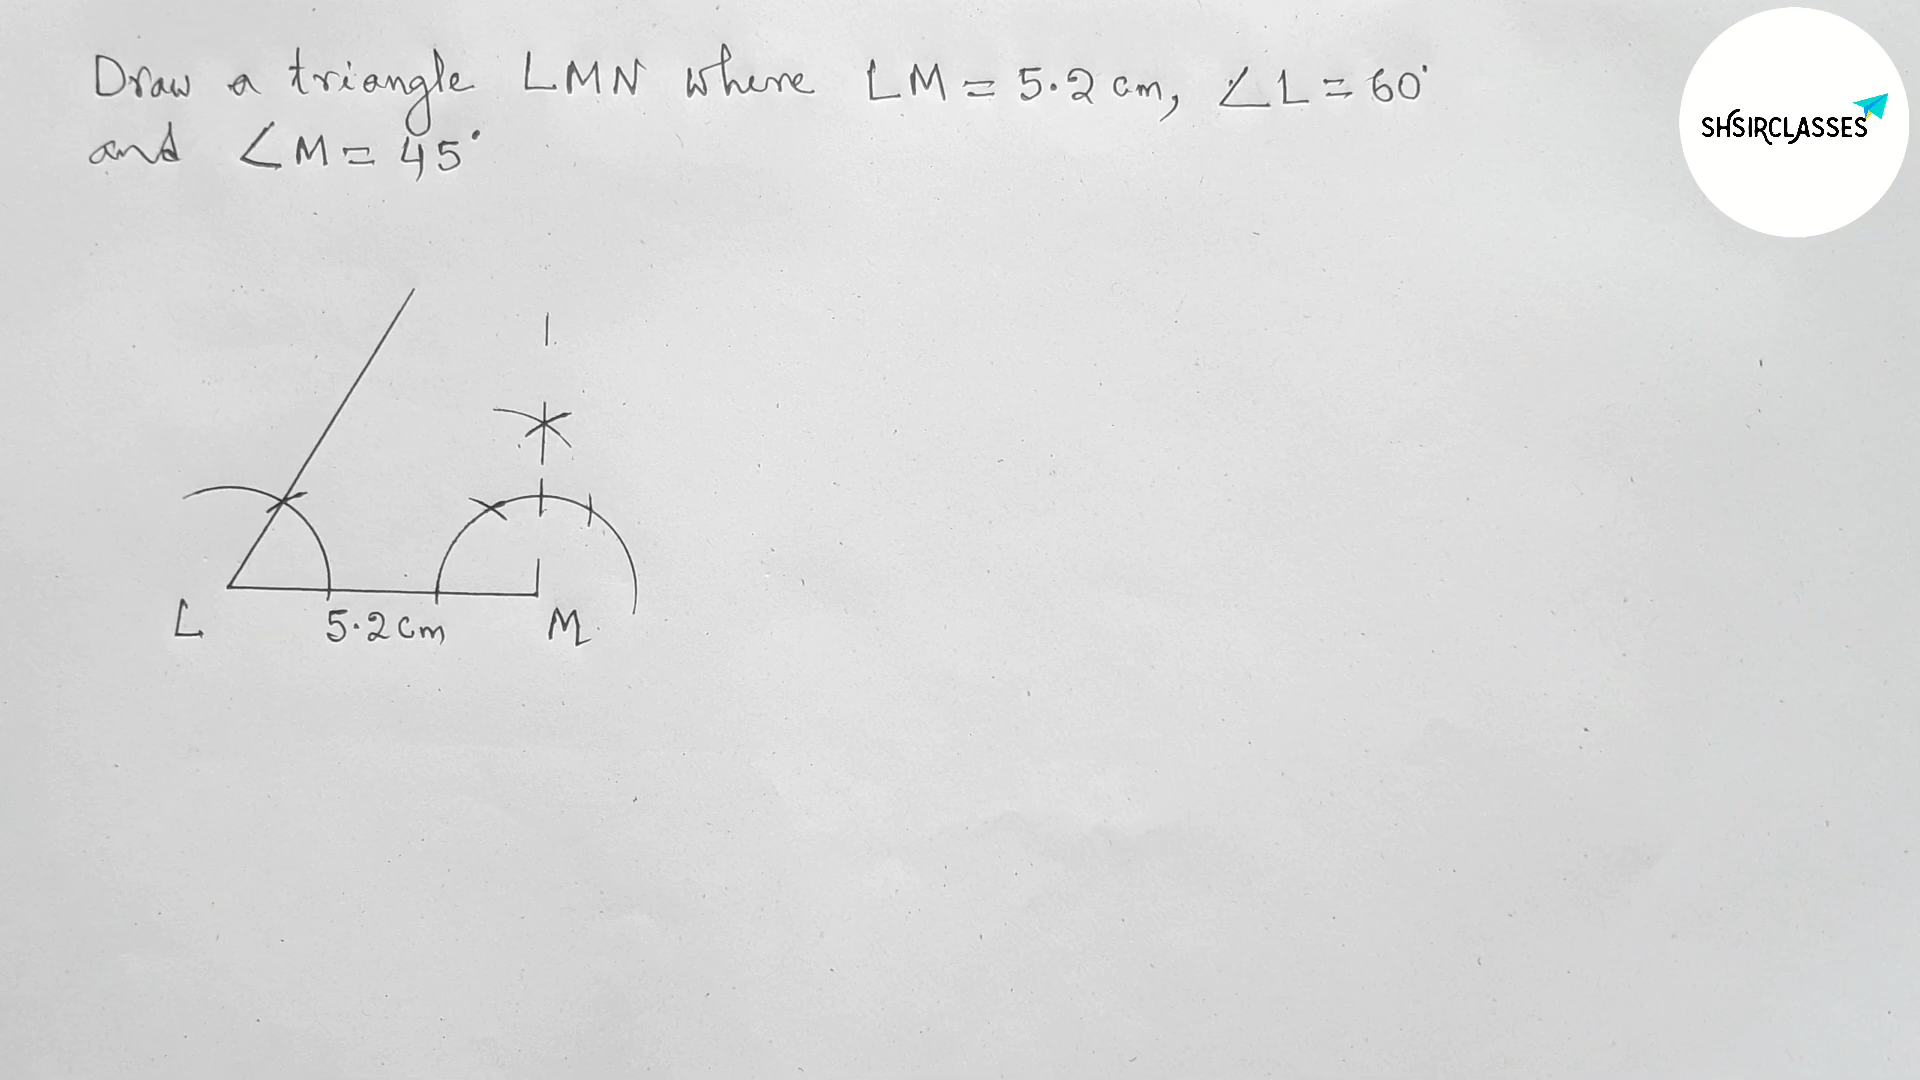 Draw a triangle LMN where LM = 5.2 cm, ∠L = 60°
and ∠M = 45°
SHSIRCLASSES
L 5.2 cm M